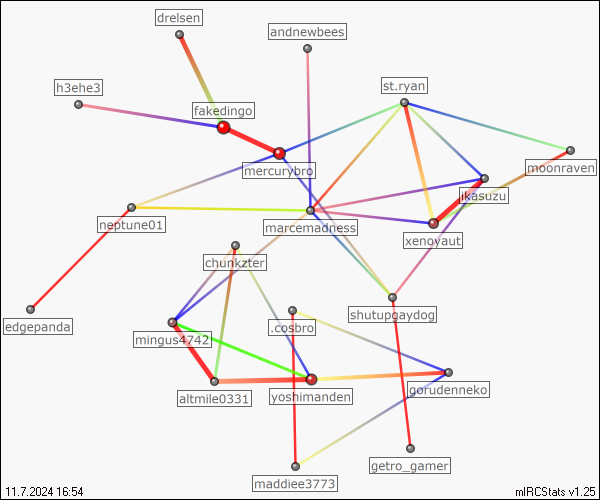 drelsen
andnewbees
h3ehe3
st.ryan
fakedingo
mercurybro
moonraven
ikasuzu
neptune01
marcemadness
xenoyaut
chunkzter
edgepanda
mingus4742
.cosbro
shutupgaydog
altmile0331
yoshimanden
gorudenneko
getro_gamer
maddiee3773
11.7.2024 16:54
mIRCStats v1.25